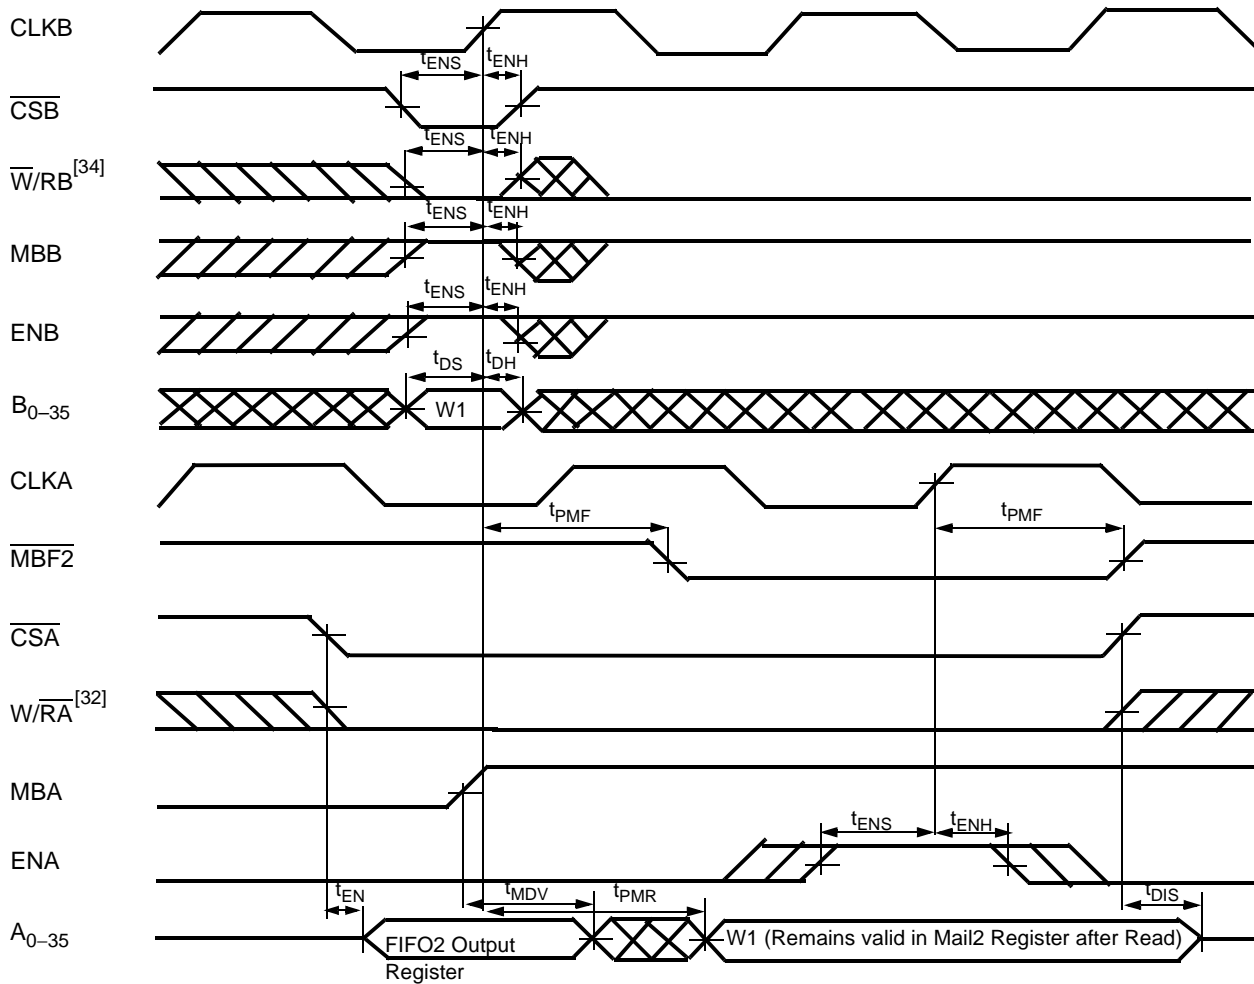 CLKB
tENS tENH
CSB
tENS tENH
W/RB[34]
tENS tENH
MBB
tENS tENH
ENB
tDS tDH
B0–35 W1
CLKA
tPMF tPMF
MBF2
CSA
W/RA[32]
MBA
tENS tENH
ENA
tEN tMDV tPMR tDIS
A0–35 FIFO2 Output Register W1 (Remains valid in Mail2 Register after Read)